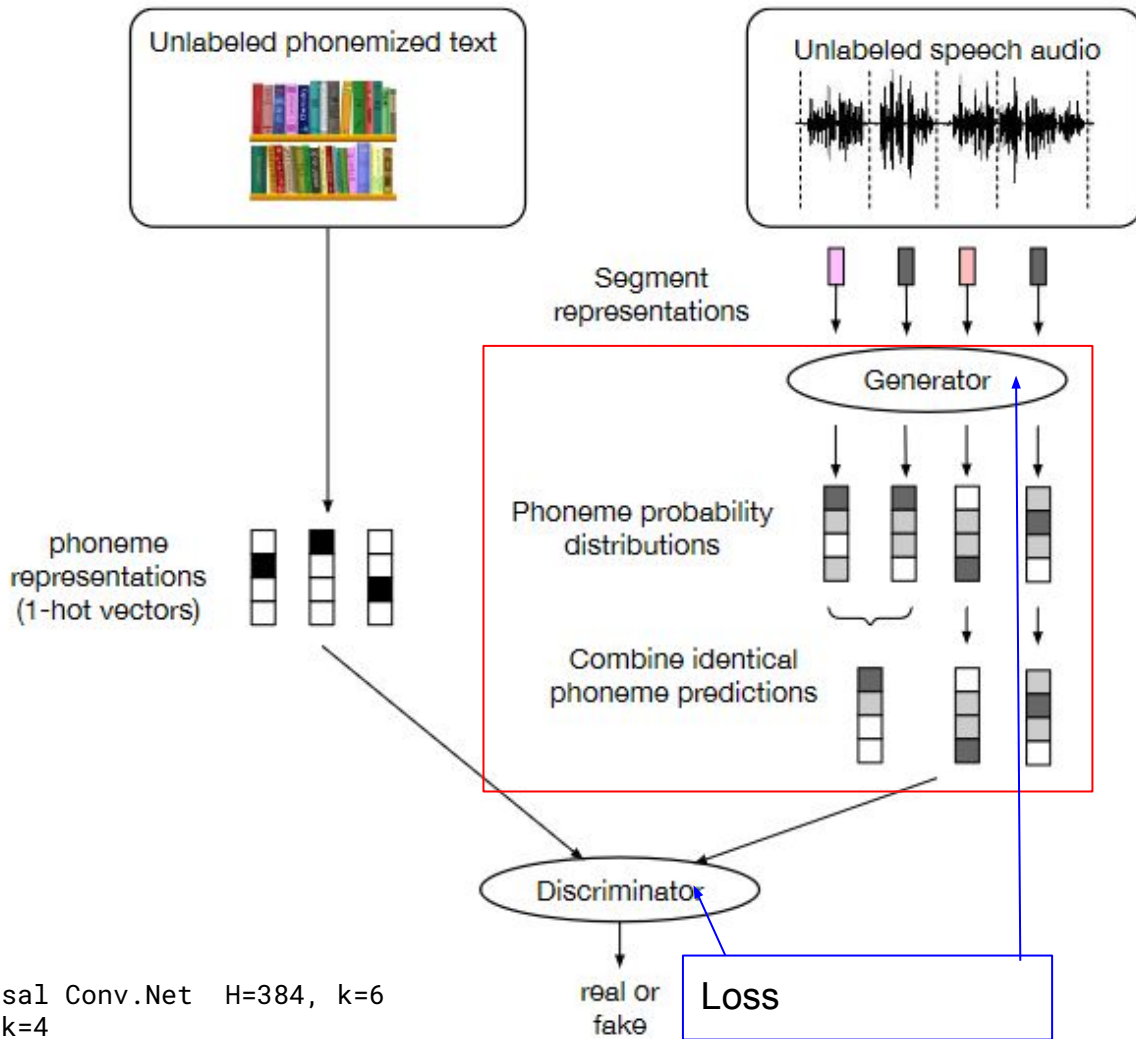 Unlabeled phonemized text
Unlabeled speech audio
Segment
representations
Generator
Phoneme probability
distributions
phoneme
representations
(1-hot vectors)
Combine identical
phoneme predictions
Discriminator
real or
fake
Loss
sal Conv.Net  H=384, k=6
k=4